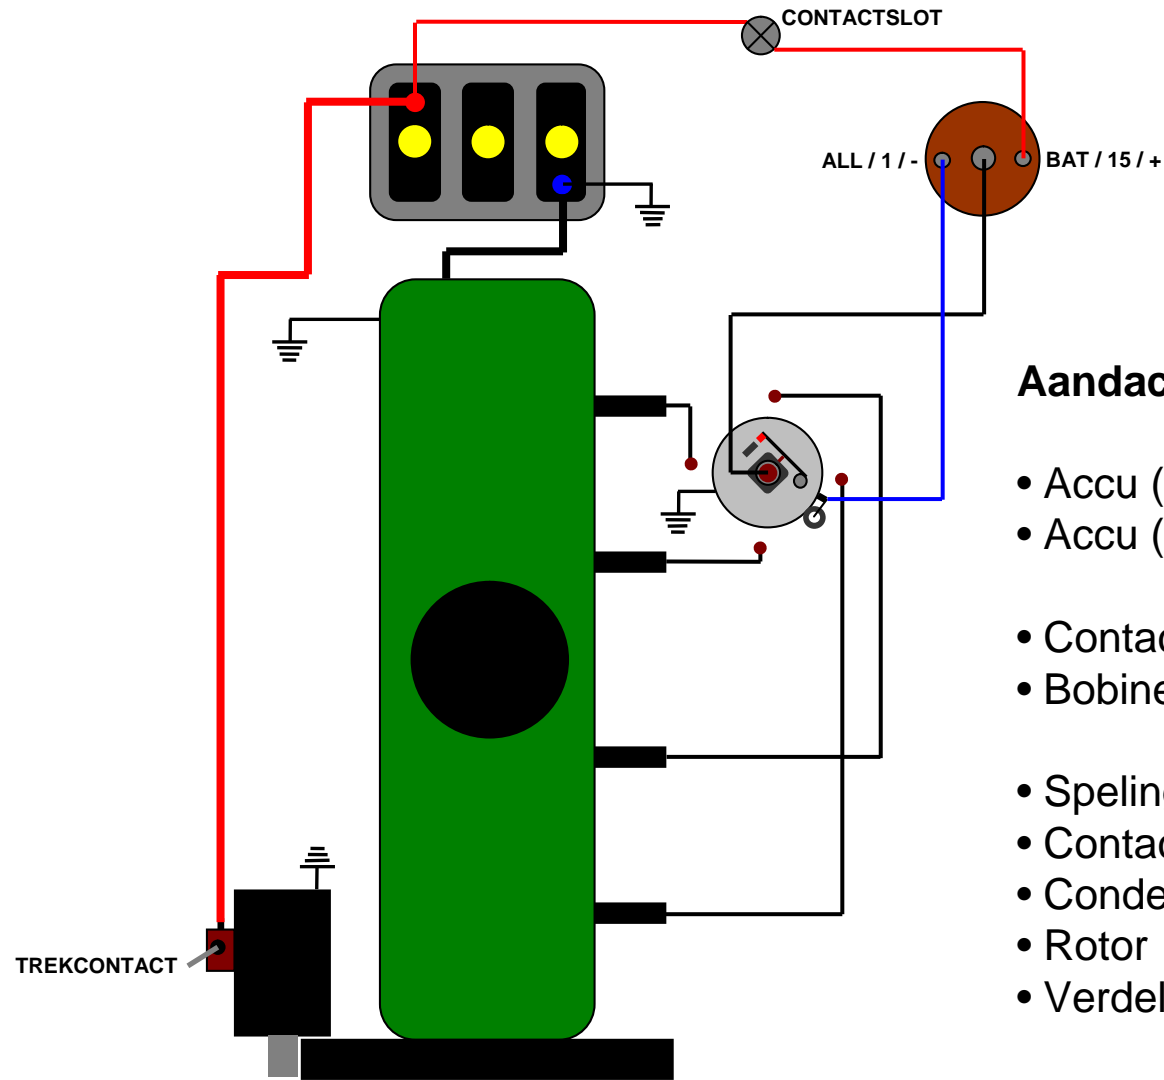 CONTACTSLOT
ALL / 1 / -
BAT / 15 / +
Aandac
• Accu (
• Accu (
• Contac
• Bobine
• Speling
• Contac
• Conde
• Rotor
• Verdel
TREKCONTACT